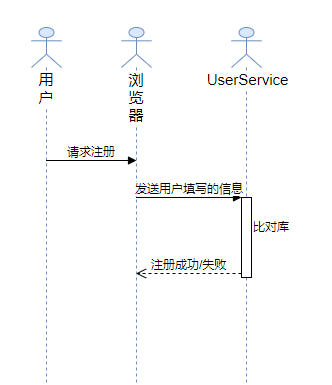 用
户
浏
览
器
UserService
请求注册
发送用户填写的信息
比对库
注册成功/失败